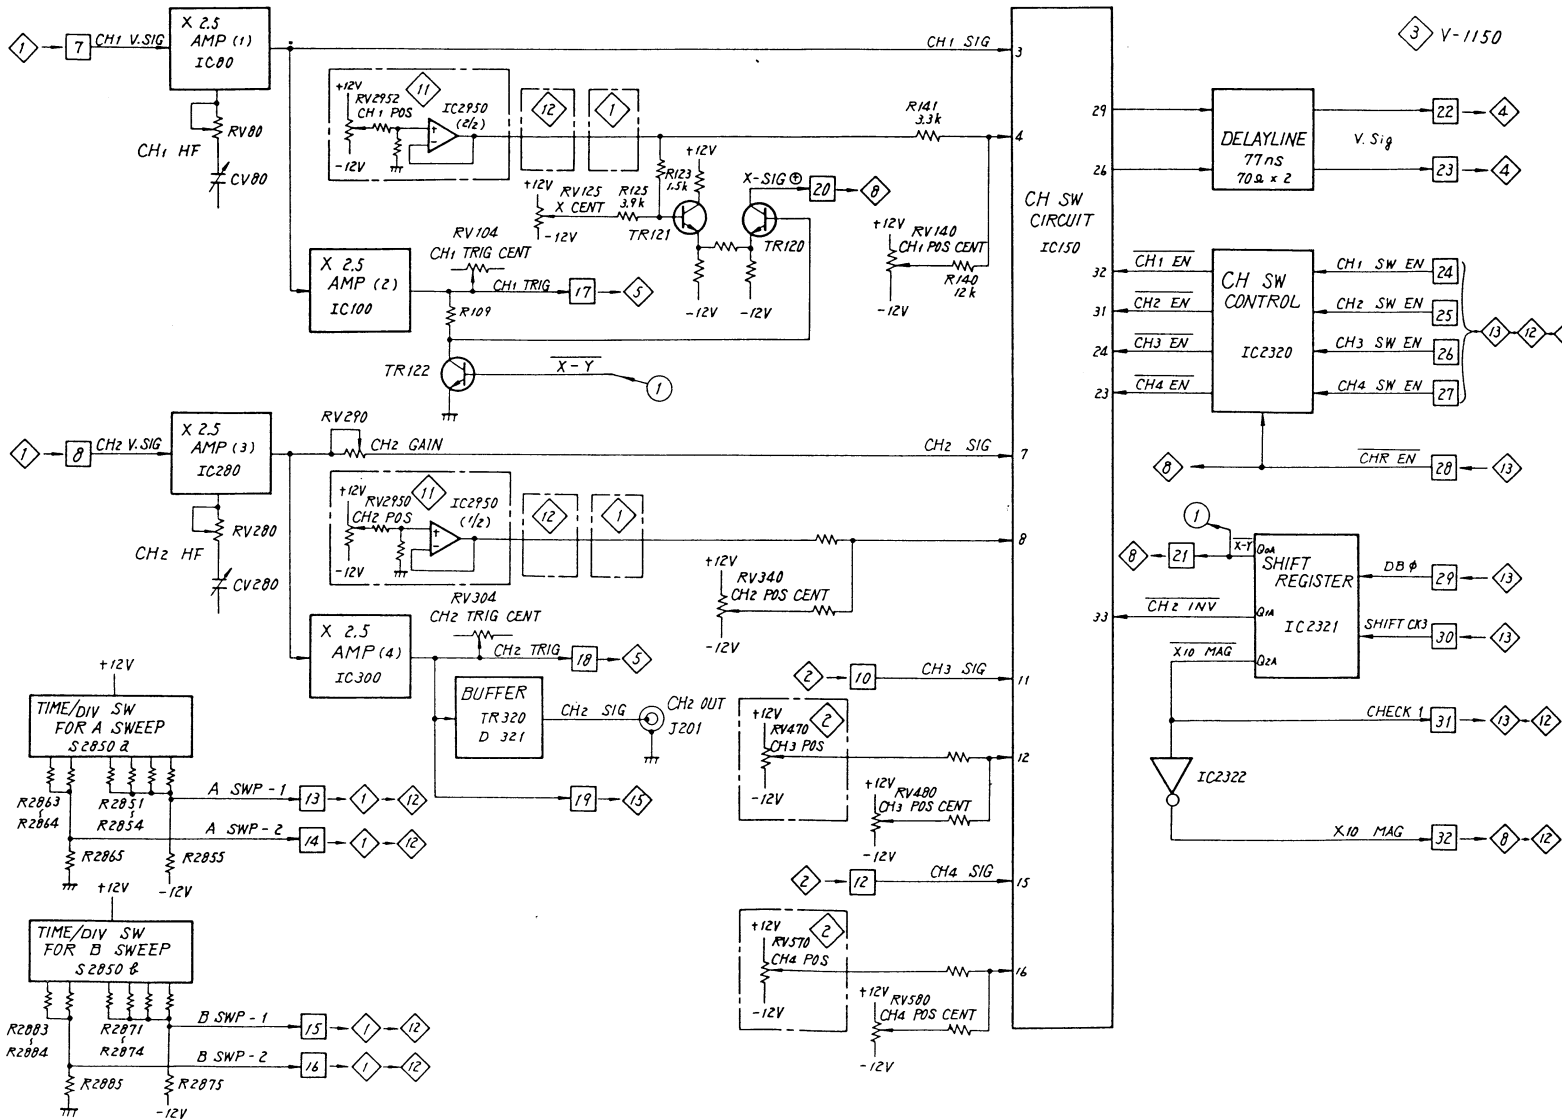 3 V-1150
X 2.5
AMP (1)
IC80
1 7 CH1 V.SIG
CH1 SIG
3
RV80
CH1 HF
CV80
+12V
RV2952
CH1 POS
11
IC2950
(2/2)
-12V
12
1
R141
3.3k
4
+12V
R123
1.5k
+12V
RV125
X CENT
R125
3.9k
-12V
TR121
X-SIG ⊕
20 8
TR120
-12V
-12V
+12V
RV140
CH1 POS CENT
R140
12k
-12V
X 2.5
AMP (2)
IC100
RV104
CH1 TRIG CENT
CH1 TRIG
17 5
R109
TR122
X-Y
1
CH SW
CIRCUIT
IC150
29
26
DELAYLINE
77ns
70Ω x 2
V.Sig
22 4
23 4
32 CH1 EN
31 CH2 EN
24 CH3 EN
23 CH4 EN
CH SW
CONTROL
IC2320
CH1 SW EN 24
CH2 SW EN 25
CH3 SW EN 26
CH4 SW EN 27
13 12
8
CHR EN 28 13
1 8 CH2 V.SIG
X 2.5
AMP (3)
IC280
RV290
CH2 GAIN
CH2 SIG
7
RV280
CH2 HF
CV280
+12V
RV2950
CH2 POS
11
IC2950
(1/2)
-12V
12
1
8
+12V
RV340
CH2 POS CENT
-12V
1
8 21
X-Y
Q0A
SHIFT
REGISTER
IC2321
DBφ 29 13
SHIFT CK3 30 13
33 CH2 INV
Q1A
X10 MAG
Q2A
CHECK 1 31 13 12
IC2322
X10 MAG 32 8 12
X 2.5
AMP (4)
IC300
RV304
CH2 TRIG CENT
CH2 TRIG
18 5
BUFFER
TR320
D 321
CH2 SIG
CH2 OUT
J201
19 15
2 10 CH3 SIG
11
+12V
2
RV470
CH3 POS
-12V
12
+12V
RV480
CH3 POS CENT
-12V
2 12 CH4 SIG
15
+12V
2
RV570
CH4 POS
-12V
16
+12V
RV580
CH4 POS CENT
-12V
+12V
TIME/DIV SW
FOR A SWEEP
S2850 a
R2863
~
R2864
R2851
~
R2854
A SWP-1 13 1 12
A SWP-2 14 1 12
R2865
R2855
-12V
+12V
TIME/DIV SW
FOR B SWEEP
S2850 b
R2883
~
R2884
R2871
~
R2874
B SWP-1 15 1 12
B SWP-2 16 1 12
R2885
R2875
-12V